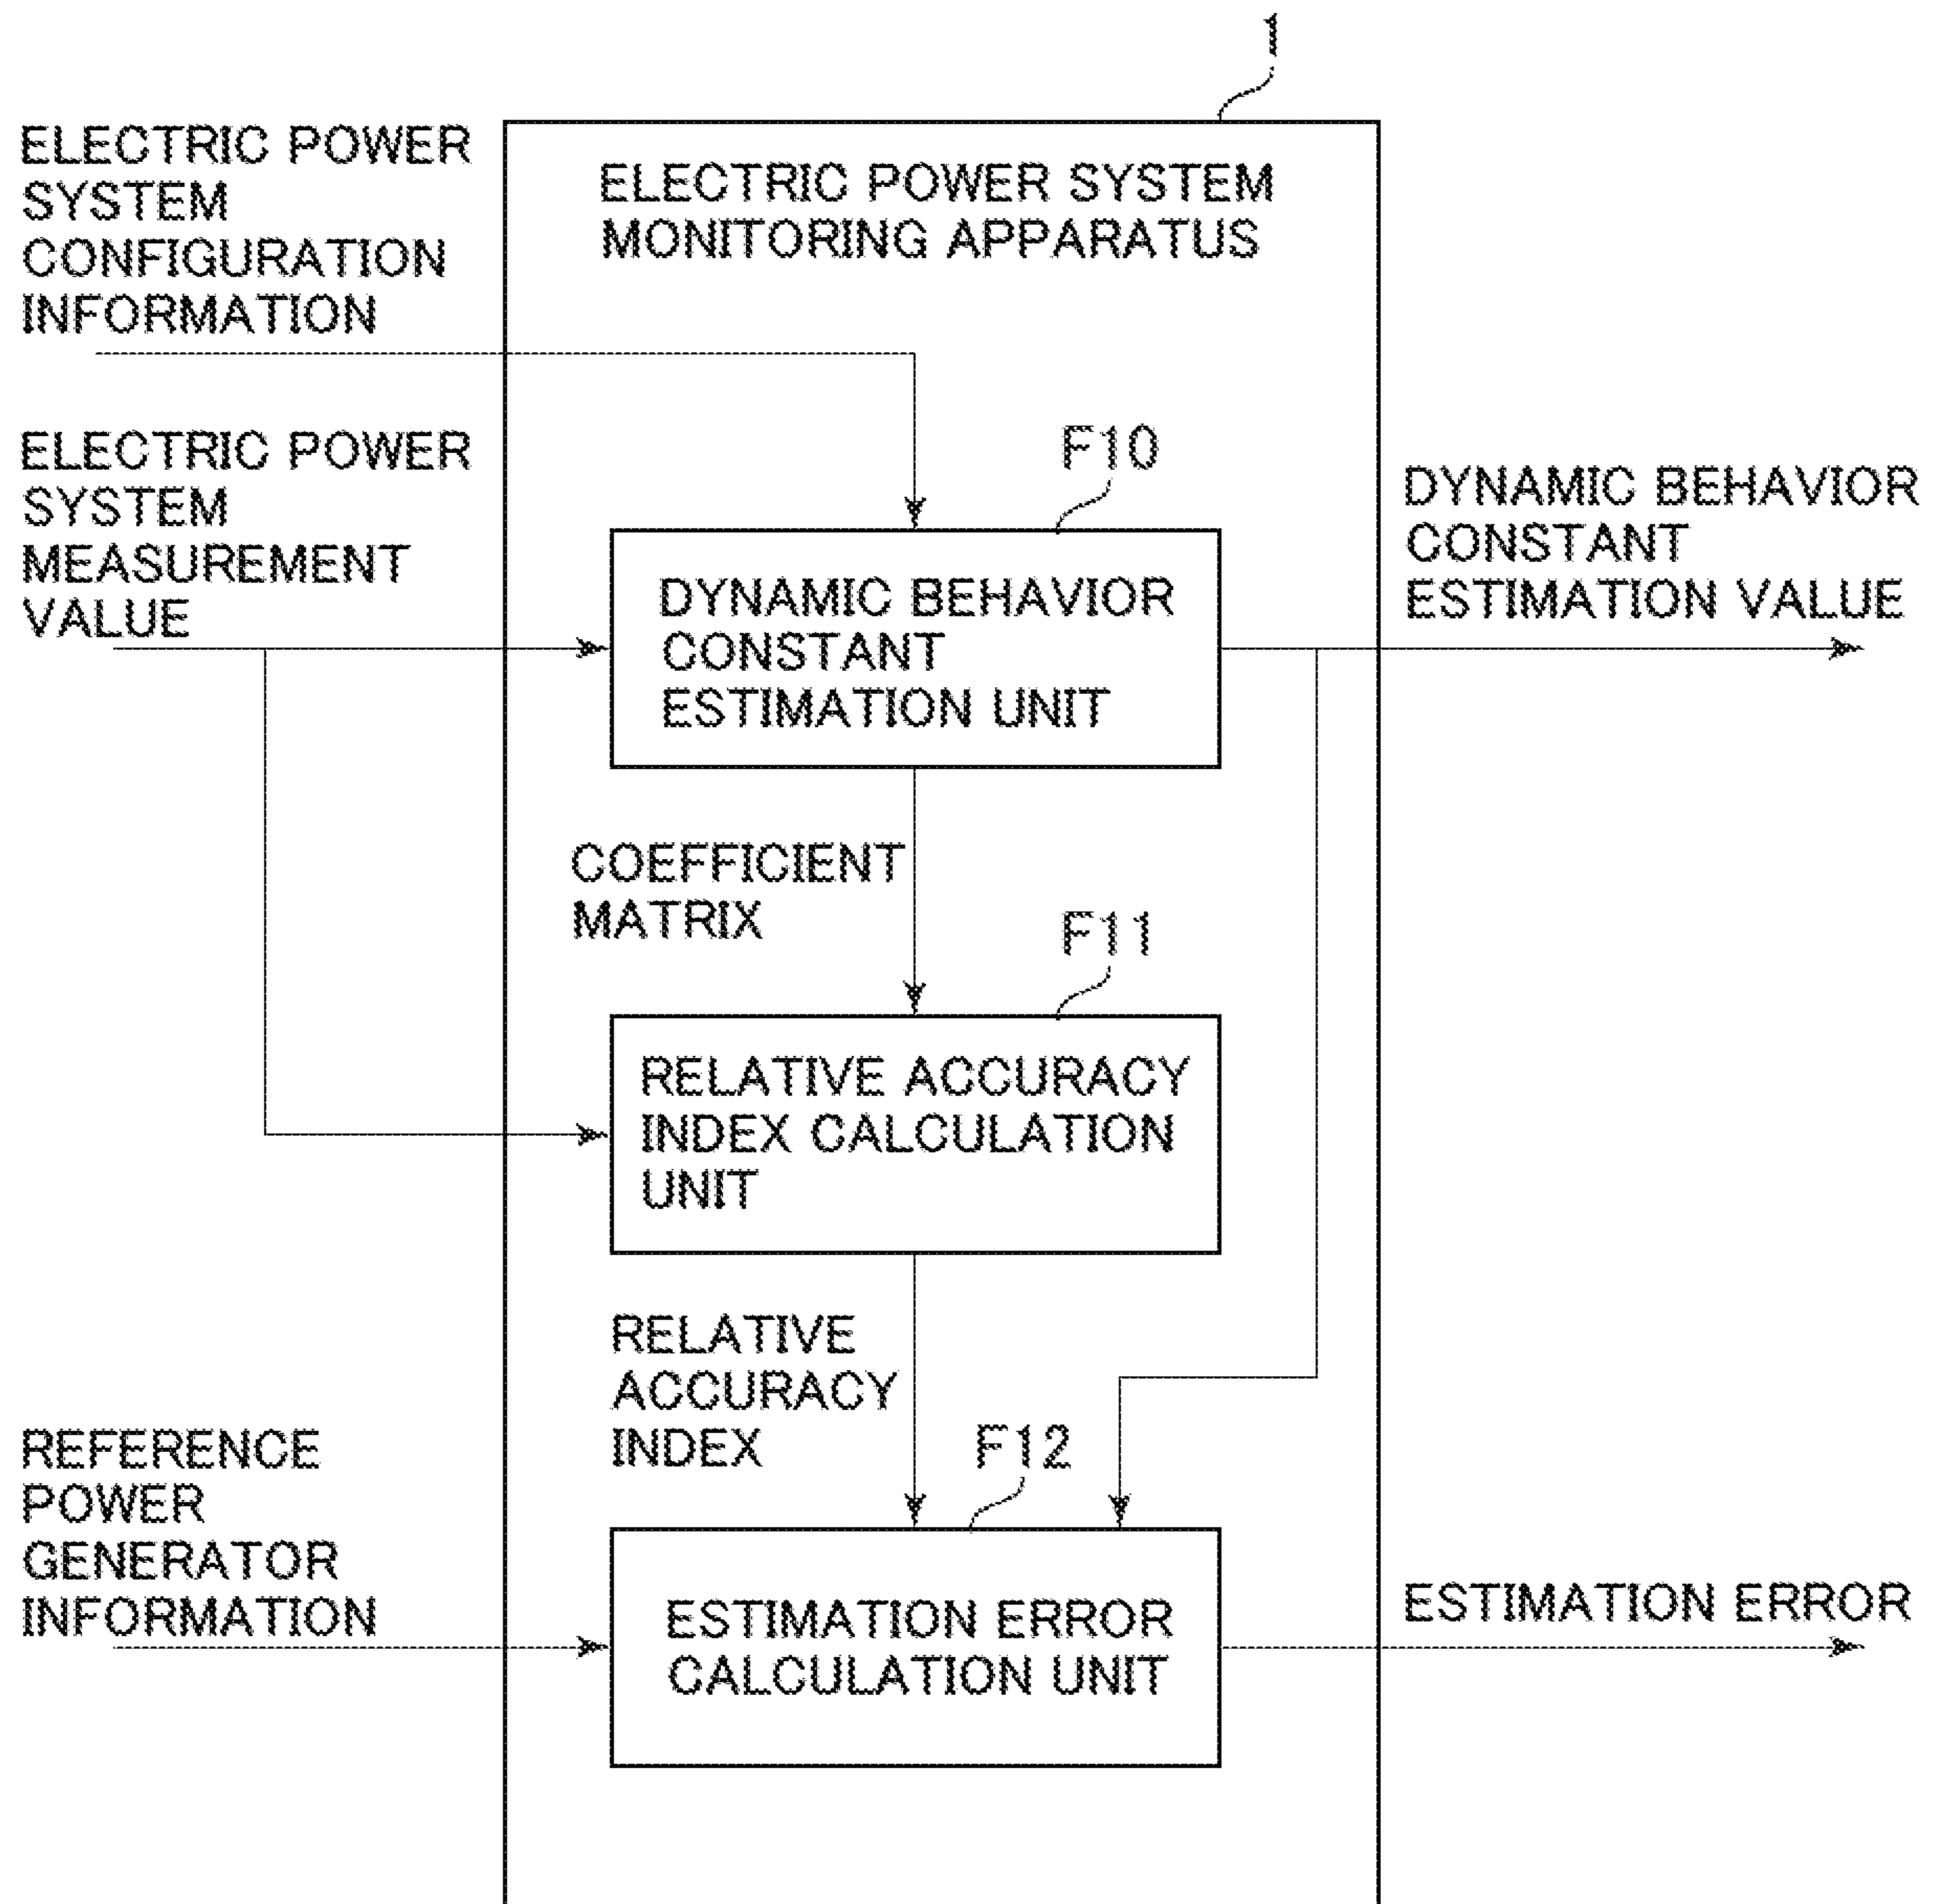 1
ELECTRIC POWER
SYSTEM
CONFIGURATION
INFORMATION
ELECTRIC POWER SYSTEM
MONITORING APPARATUS
ELECTRIC POWER
SYSTEM
MEASUREMENT
VALUE
F10
DYNAMIC BEHAVIOR
CONSTANT
ESTIMATION UNIT
DYNAMIC BEHAVIOR
CONSTANT
ESTIMATION VALUE
COEFFICIENT
MATRIX
F11
RELATIVE ACCURACY
INDEX CALCULATION
UNIT
RELATIVE
ACCURACY
INDEX
F12
REFERENCE
POWER
GENERATOR
INFORMATION
ESTIMATION ERROR
CALCULATION UNIT
ESTIMATION ERROR